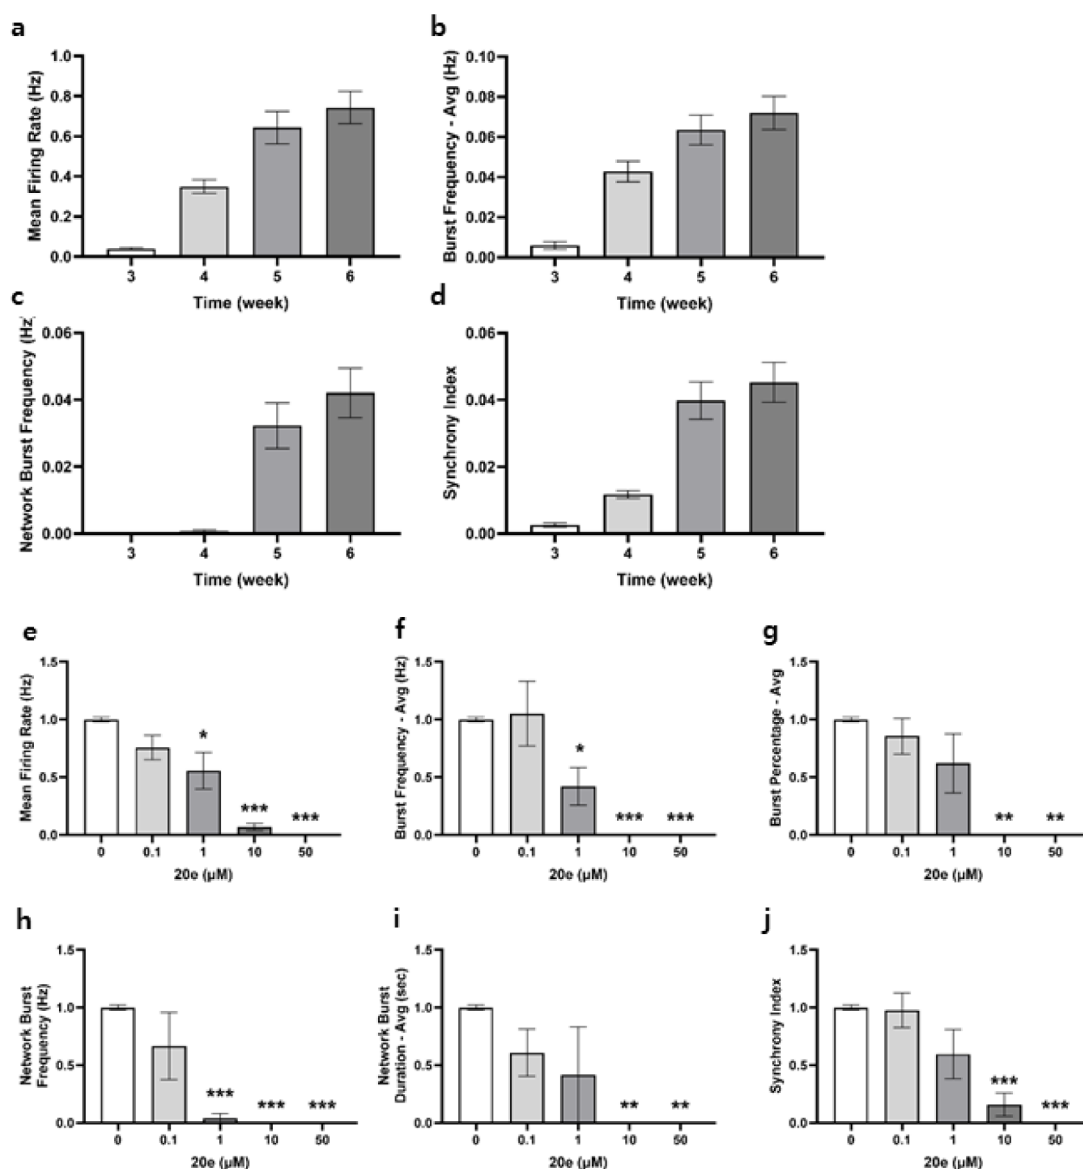 a
Mean Firing Rate (Hz)
1.0
0.8
0.6
0.4
0.2
0.0
3 4 5 6
Time (week)
b
Burst Frequency - Avg (Hz)
0.10
0.08
0.06
0.04
0.02
0.00
3 4 5 6
Time (week)
c
Network Burst Frequency (Hz)
0.06
0.04
0.02
0.00
3 4 5 6
Time (week)
d
Synchrony Index
0.06
0.04
0.02
0.00
3 4 5 6
Time (week)
e
Mean Firing Rate (Hz)
1.5
1.0
0.5
0.0
*
***
***
0 0.1 1 10 50
20e (µM)
f
Burst Frequency - Avg (Hz)
1.5
1.0
0.5
0.0
*
***
***
0 0.1 1 10 50
20e (µM)
g
Burst Percentage - Avg
1.5
1.0
0.5
0.0
**
**
0 0.1 1 10 50
20e (µM)
h
Network Burst
Frequency (Hz)
1.5
1.0
0.5
0.0
***
***
***
0 0.1 1 10 50
20e (µM)
i
Network Burst
Duration - Avg (sec)
1.5
1.0
0.5
0.0
**
**
0 0.1 1 10 50
20e (µM)
j
Synchrony Index
1.5
1.0
0.5
0.0
***
***
0 0.1 1 10 50
20e (µM)